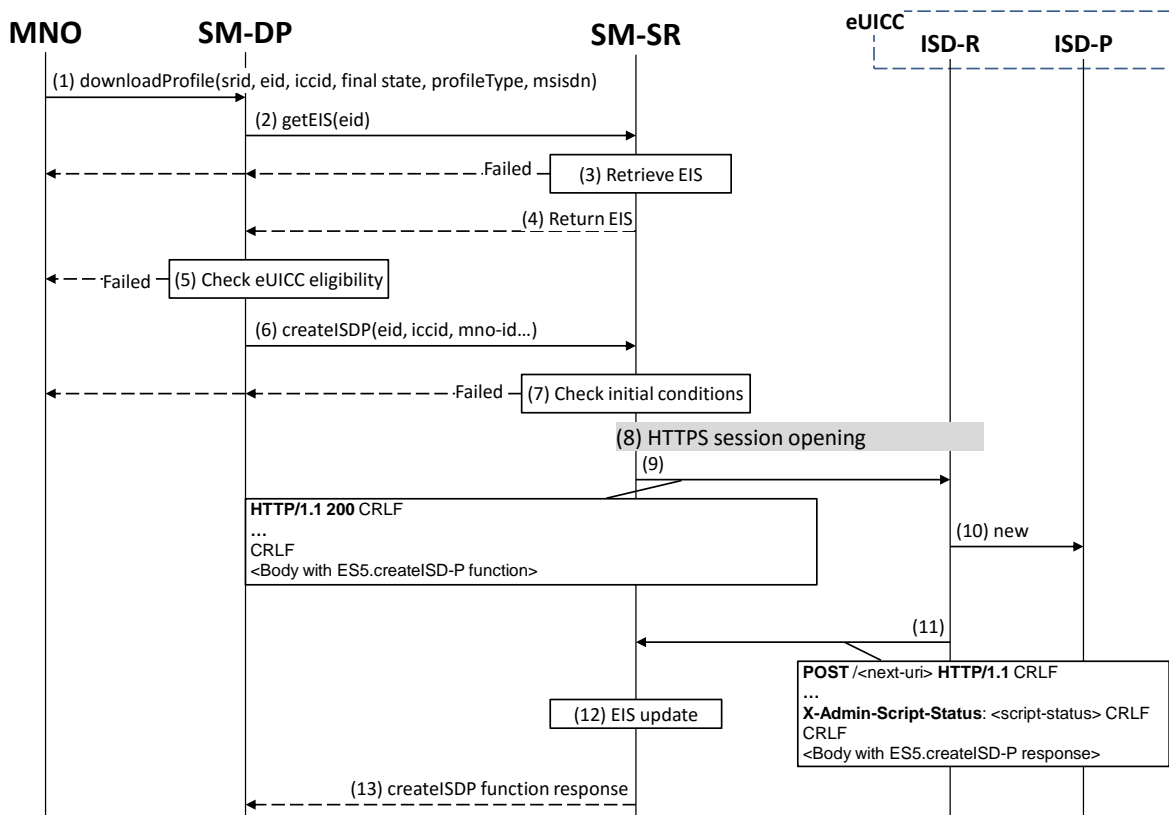 MNO
SM-DP
SM-SR
eUICC
ISD-R
ISD-P
(1) downloadProfile(srid, eid, iccid, final state, profileType, msisdn)
(2) getEIS(eid)
Failed
(3) Retrieve EIS
(4) Return EIS
Failed
(5) Check eUICC eligibility
(6) createISDP(eid, iccid, mno-id...)
Failed
(7) Check initial conditions
(8) HTTPS session opening
(9)
HTTP/1.1 200 CRLF
...
CRLF
<Body with ES5.createISD-P function>
(10) new
(11)
POST /<next-uri> HTTP/1.1 CRLF
...
X-Admin-Script-Status: <script-status> CRLF
CRLF
<Body with ES5.createISD-P response>
(12) EIS update
(13) createISDP function response